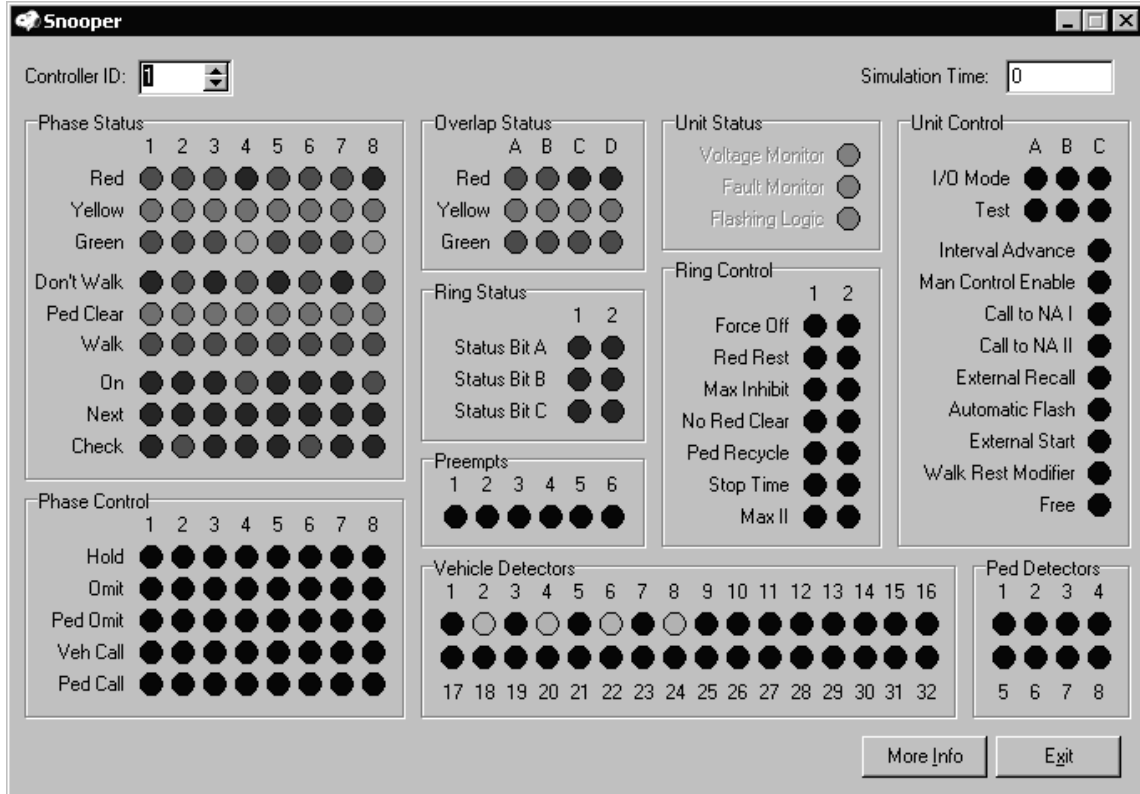 Snooper
Controller ID: 1
Simulation Time: 0
Phase Status
1 2 3 4 5 6 7 8
Red
Yellow
Green
Don't Walk
Ped Clear
Walk
On
Next
Check
Phase Control
1 2 3 4 5 6 7 8
Hold
Omit
Ped Omit
Veh Call
Ped Call
Overlap Status
A B C D
Red
Yellow
Green
Ring Status
1 2
Status Bit A
Status Bit B
Status Bit C
Preempts
1 2 3 4 5 6
Unit Status
Voltage Monitor
Fault Monitor
Flashing Logic
Ring Control
1 2
Force Off
Red Rest
Max Inhibit
No Red Clear
Ped Recycle
Stop Time
Max II
Unit Control
A B C
I/O Mode
Test
Interval Advance
Man Control Enable
Call to NA I
Call to NA II
External Recall
Automatic Flash
External Start
Walk Rest Modifier
Free
Vehicle Detectors
1 2 3 4 5 6 7 8 9 10 11 12 13 14 15 16
17 18 19 20 21 22 23 24 25 26 27 28 29 30 31 32
Ped Detectors
1 2 3 4
5 6 7 8
More Info
Exit